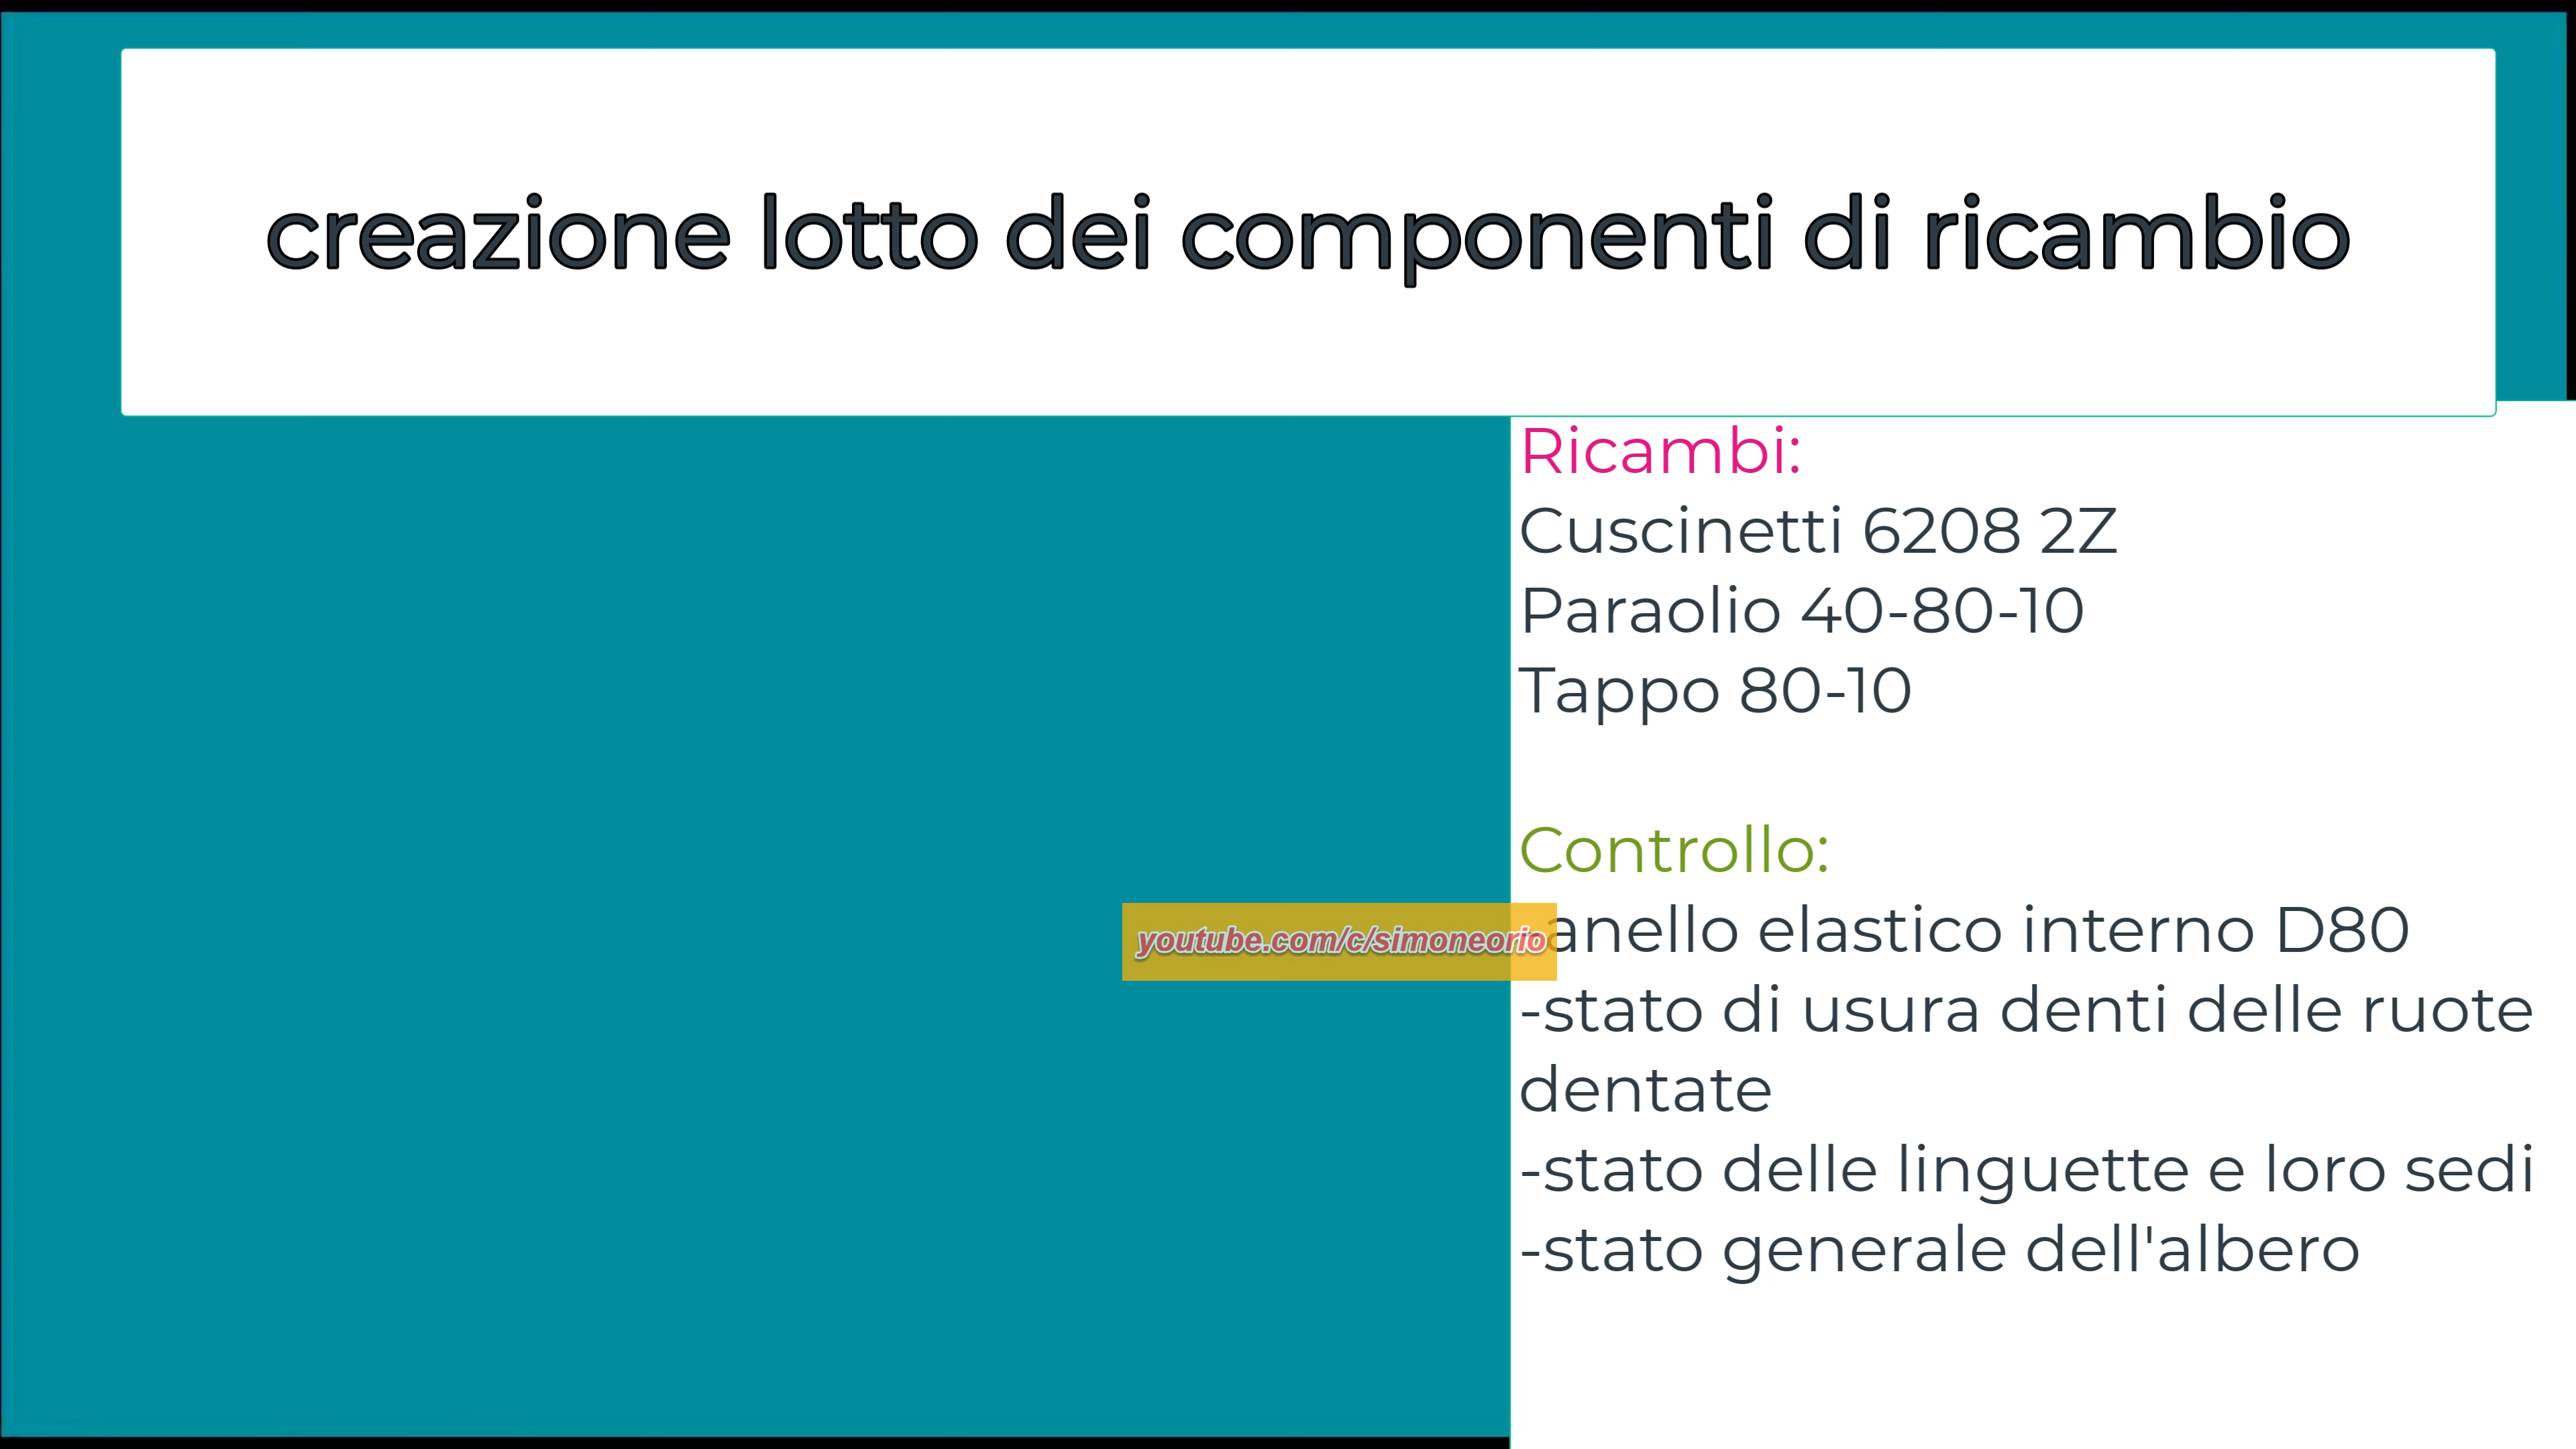 creazione lotto dei componenti di ricambio
Ricambi:
Cuscinetti 6208 2Z
Paraolio 40-80-10
Tappo 80-10
Controllo:
anello elastico interno D80
youtube.com/c/simoneorio
-stato di usura denti delle ruote
dentate
-stato delle linguette e loro sedi
-stato generale dell'albero